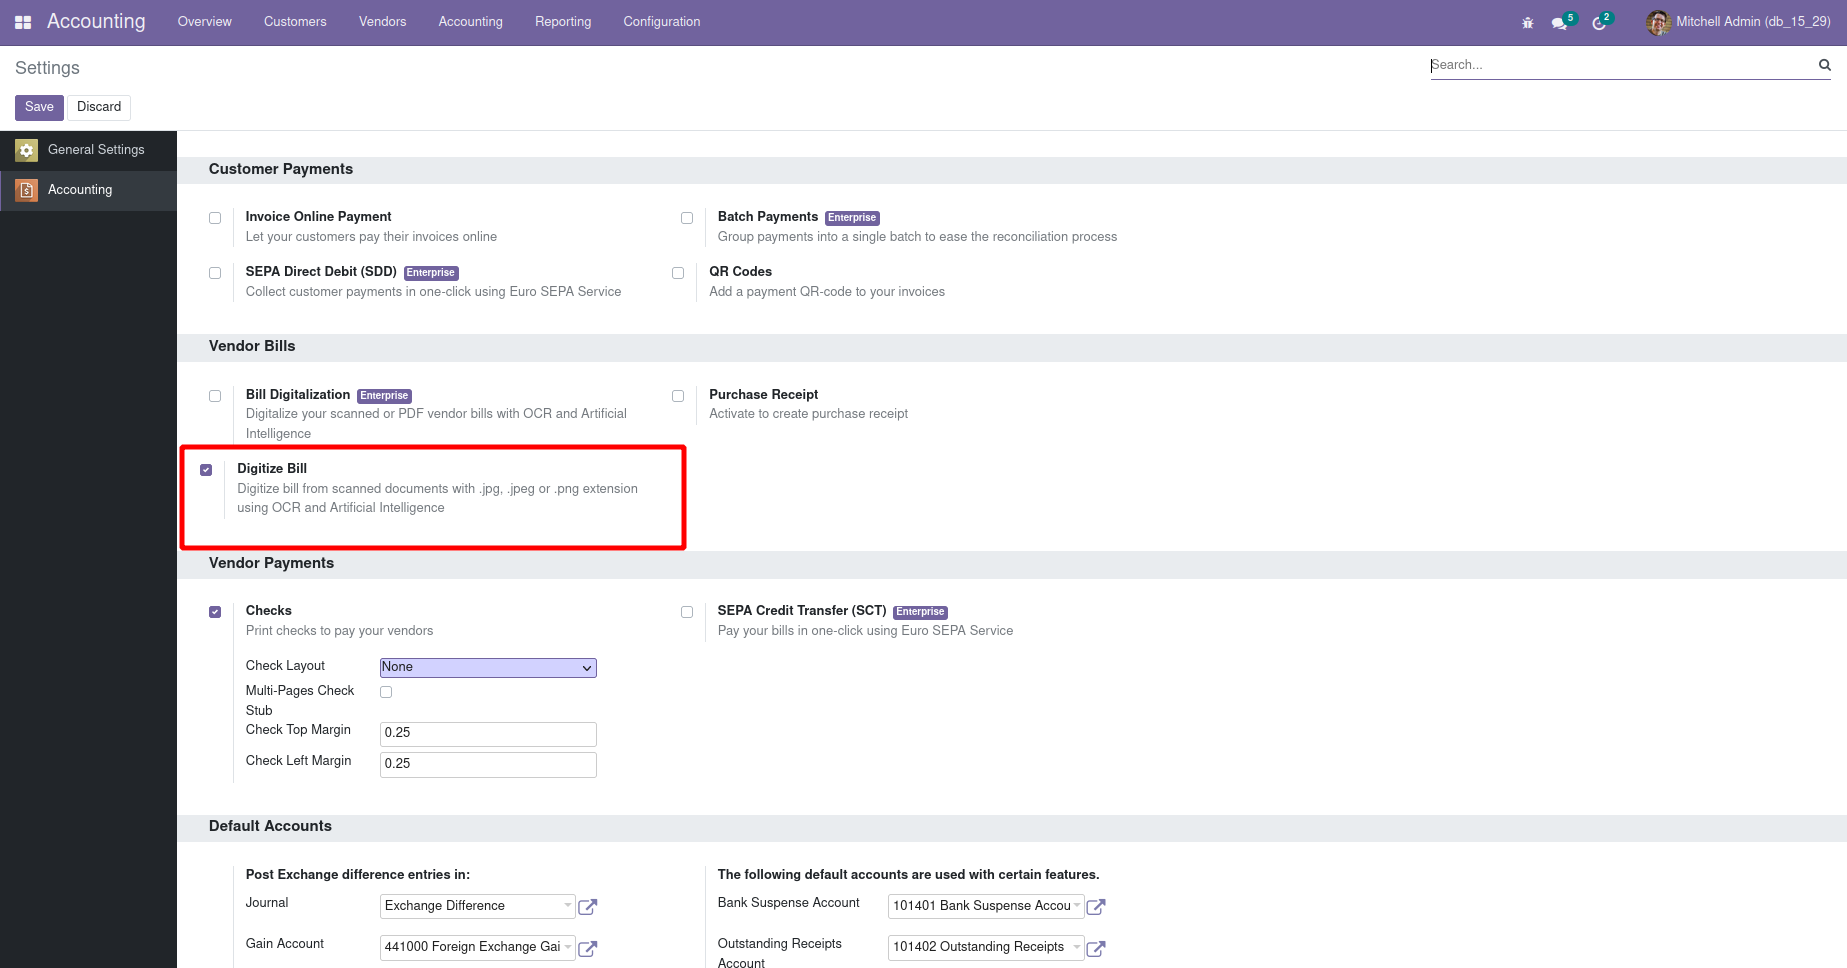 Accounting
Overview
Customers
Vendors
Accounting
Reporting
Configuration
5
2
Mitchell Admin (db_15_29)
Settings
Search...
Save
Discard
General Settings
Accounting
Customer Payments
Invoice Online Payment
Let your customers pay their invoices online
Batch Payments Enterprise
Group payments into a single batch to ease the reconciliation process
SEPA Direct Debit (SDD) Enterprise
Collect customer payments in one-click using Euro SEPA Service
QR Codes
Add a payment QR-code to your invoices
Vendor Bills
Bill Digitalization Enterprise
Digitalize your scanned or PDF vendor bills with OCR and Artificial
Intelligence
Purchase Receipt
Activate to create purchase receipt
Digitize Bill
Digitize bill from scanned documents with .jpg, .jpeg or .png extension
using OCR and Artificial Intelligence
Vendor Payments
Checks
Print checks to pay your vendors
SEPA Credit Transfer (SCT) Enterprise
Pay your bills in one-click using Euro SEPA Service
Check Layout
None
Multi-Pages Check
Stub
Check Top Margin
0.25
Check Left Margin
0.25
Default Accounts
Post Exchange difference entries in:
Journal
Exchange Difference
Gain Account
441000 Foreign Exchange Gai
The following default accounts are used with certain features.
Bank Suspense Account
101401 Bank Suspense Accou
Outstanding Receipts
Account
101402 Outstanding Receipts